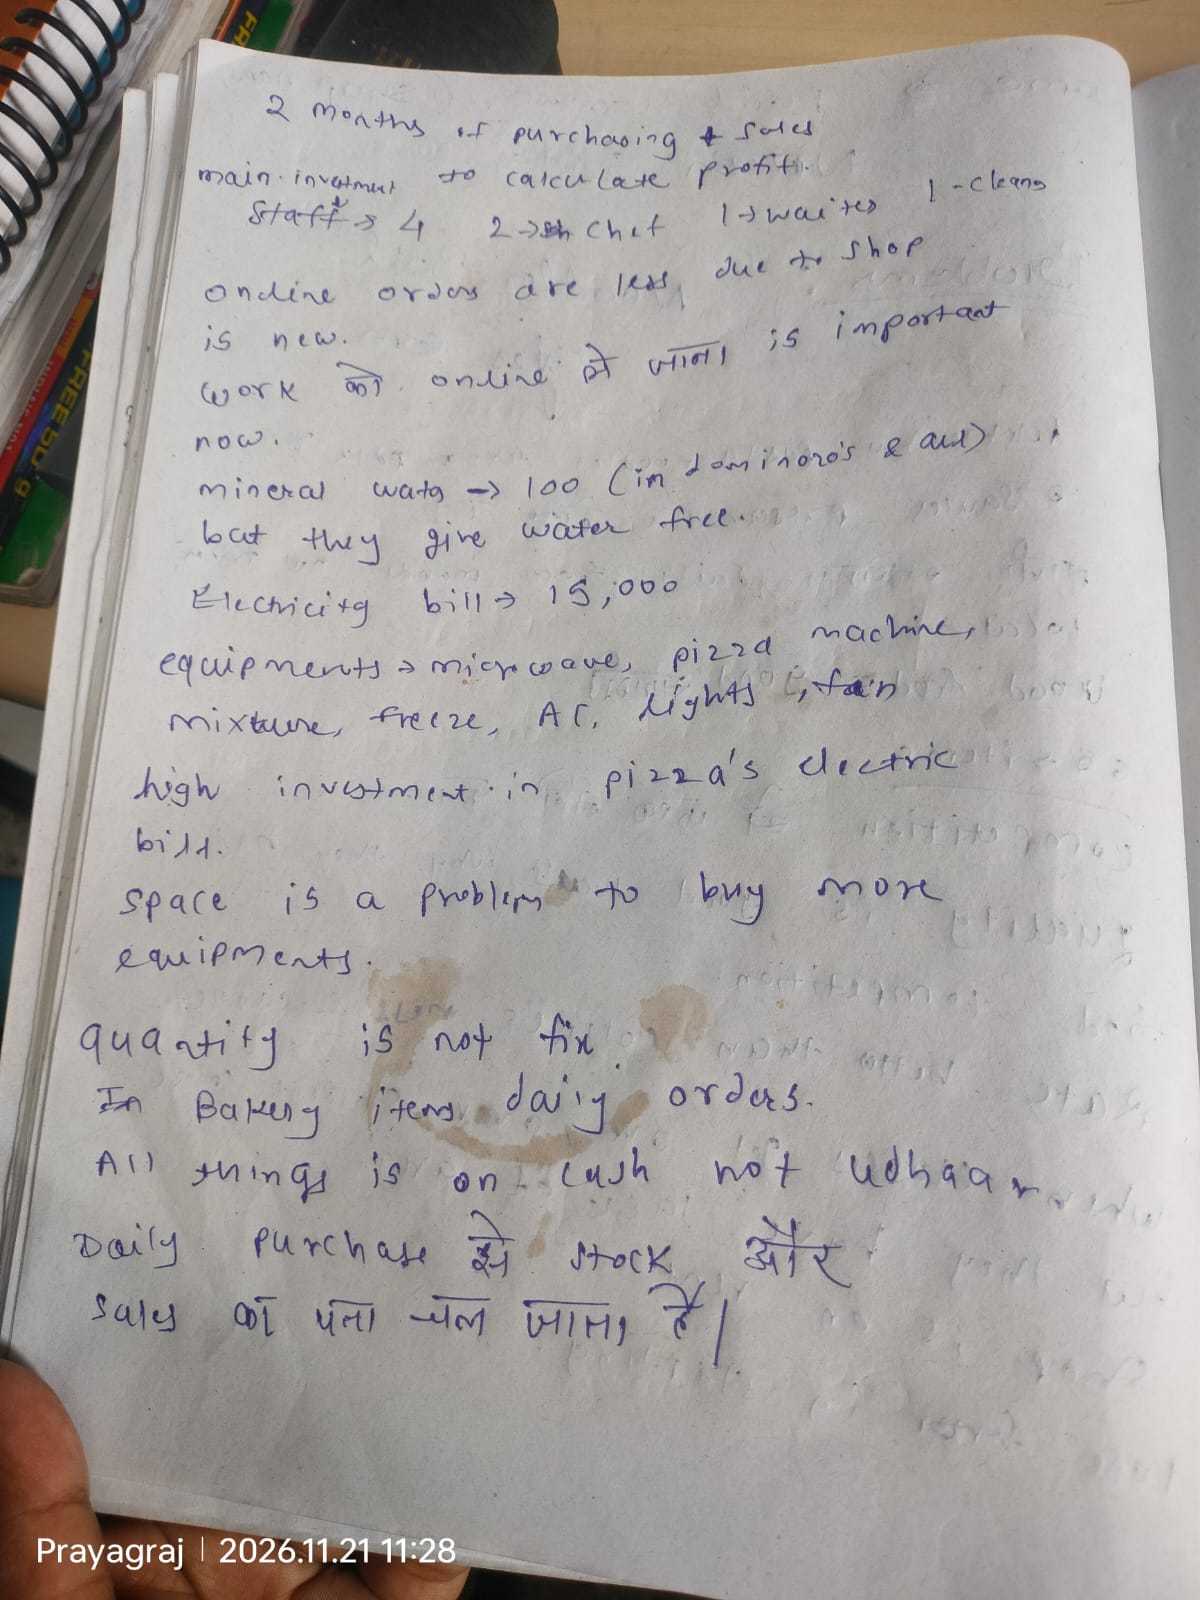 2 months of purchasing & sales
main investment to calculate profit.
Staff → 4 2 → chef 1 → waiter 1 - cleang
online orders are less due to shop
is new.
work को online ले जाना is important
now.
mineral watg → 100 (in dominoro's & all)
but they give water free.
Electricity bill → 15,000
equipments → microwave, pizza machine,
mixture, freeze, AC, lights, fan
high investment in pizza's electric
bill.
space is a problem to buy more
equipments.
quantity is not fix
In Bakery items daily orders.
All things is on cash not udhaar
Daily purchase से stock और
sales का पता चल जाता है।
Prayagraj | 2026.11.21 11:28